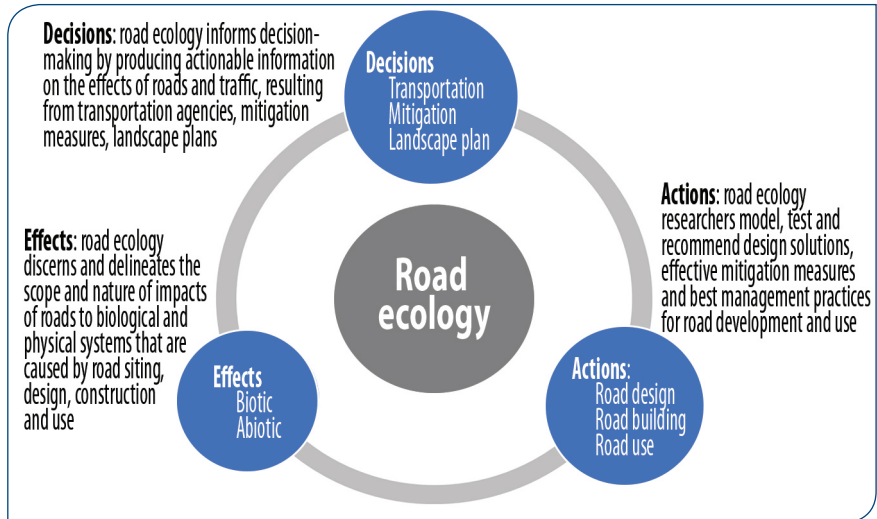 Decisions: road ecology informs decision-
making by producing actionable information
on the effects of roads and traffic, resulting
from transportation agencies, mitigation
measures, landscape plans
Decisions
Transportation
Mitigation
Landscape plan
Actions: road ecology
researchers model, test and
recommend design solutions,
effective mitigation measures
and best management practices
for road development and use
Effects: road ecology
discerns and delineates the
scope and nature of impacts
of roads to biological and
physical systems that are
caused by road siting,
design, construction
and use
Road
ecology
Effects
Biotic
Abiotic
Actions:
Road design
Road building
Road use